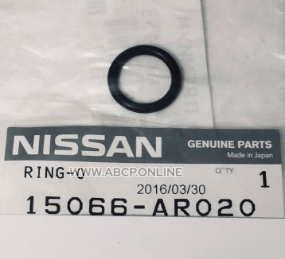 NISSAN GENUINE PARTS
Made in Japan
RING-O
WWW.ABCP.ONLINE
Q'TY 1
2016/03/30
15066-AR020